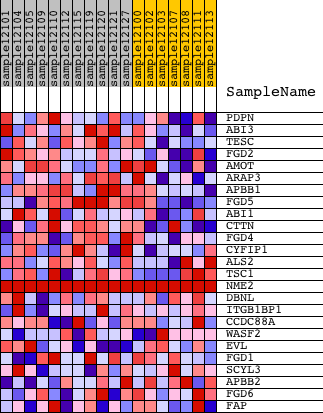 sample12101
sample12104
sample12105
sample12109
sample12110
sample12112
sample12115
sample12119
sample12120
sample12121
sample12127
sample12100
sample12102
sample12103
sample12107
sample12108
sample12111
sample12113
SampleName
PDPN
ABI3
TESC
FGD2
AMOT
ARAP3
APBB1
FGD5
ABI1
CTTN
FGD4
CYFIP1
ALS2
TSC1
NME2
DBNL
ITGB1BP1
CCDC88A
WASF2
EVL
FGD1
SCYL3
APBB2
FGD6
FAP